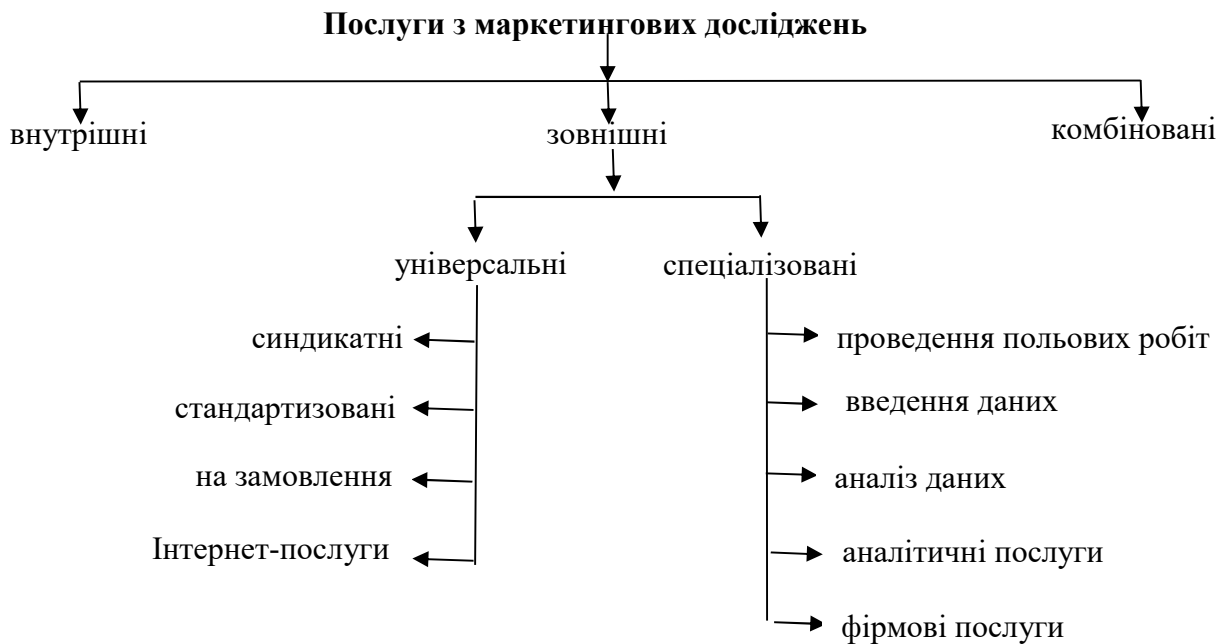 Послуги з маркетингових досліджень
внутрішні
зовнішні
комбіновані
універсальні
спеціалізовані
синдикатні
стандартизовані
на замовлення
Інтернет-послуги
проведення польових робіт
введення даних
аналіз даних
аналітичні послуги
фірмові послуги